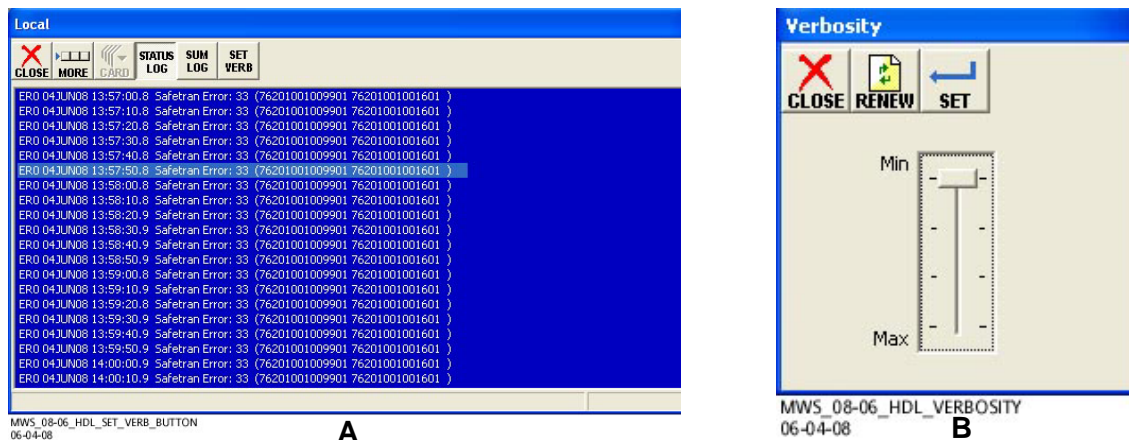 Local
CLOSE MORE CARD STATUS LOG SUM LOG SET VERB
ER0 04JUN08 13:57:00.8 Safetran Error: 33 (76201001009901 76201001001601 )
ER0 04JUN08 13:57:10.8 Safetran Error: 33 (76201001009901 76201001001601 )
ER0 04JUN08 13:57:20.8 Safetran Error: 33 (76201001009901 76201001001601 )
ER0 04JUN08 13:57:30.8 Safetran Error: 33 (76201001009901 76201001001601 )
ER0 04JUN08 13:57:40.8 Safetran Error: 33 (76201001009901 76201001001601 )
ER0 04JUN08 13:57:50.8 Safetran Error: 33 (76201001009901 76201001001601 )
ER0 04JUN08 13:58:00.8 Safetran Error: 33 (76201001009901 76201001001601 )
ER0 04JUN08 13:58:10.8 Safetran Error: 33 (76201001009901 76201001001601 )
ER0 04JUN08 13:58:20.9 Safetran Error: 33 (76201001009901 76201001001601 )
ER0 04JUN08 13:58:30.9 Safetran Error: 33 (76201001009901 76201001001601 )
ER0 04JUN08 13:58:40.9 Safetran Error: 33 (76201001009901 76201001001601 )
ER0 04JUN08 13:58:50.9 Safetran Error: 33 (76201001009901 76201001001601 )
ER0 04JUN08 13:59:00.8 Safetran Error: 33 (76201001009901 76201001001601 )
ER0 04JUN08 13:59:10.9 Safetran Error: 33 (76201001009901 76201001001601 )
ER0 04JUN08 13:59:20.8 Safetran Error: 33 (76201001009901 76201001001601 )
ER0 04JUN08 13:59:30.9 Safetran Error: 33 (76201001009901 76201001001601 )
ER0 04JUN08 13:59:40.9 Safetran Error: 33 (76201001009901 76201001001601 )
ER0 04JUN08 13:59:50.9 Safetran Error: 33 (76201001009901 76201001001601 )
ER0 04JUN08 14:00:00.9 Safetran Error: 33 (76201001009901 76201001001601 )
ER0 04JUN08 14:00:10.9 Safetran Error: 33 (76201001009901 76201001001601 )
MWS_08-06_HDL_SET_VERB_BUTTON
06-04-08
A
Verbosity
CLOSE RENEW SET
Min
Max
MWS_08-06_HDL_VERBOSITY
06-04-08
B